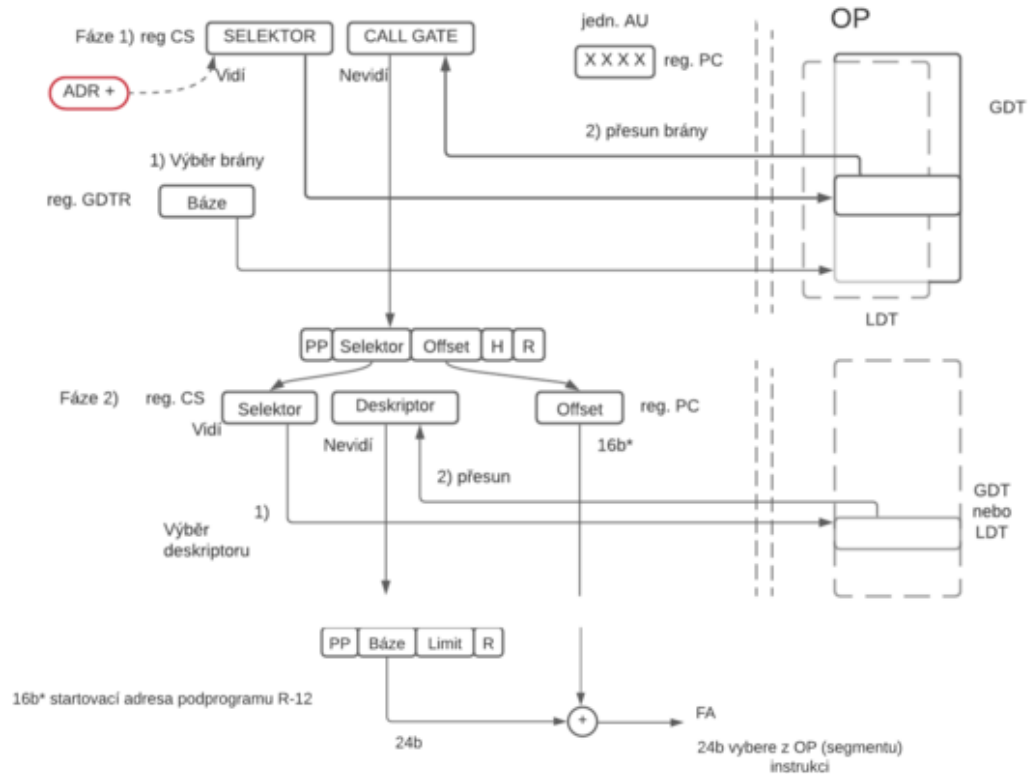 jedn. AU
OP
Fáze 1) reg CS
SELEKTOR
CALL GATE
X X X X
reg. PC
Vidí
Nevidí
ADR +
GDT
2) přesun brány
1) Výběr brány
reg. GDTR
Báze
LDT
PP
Selektor
Offset
H
R
Fáze 2)
reg. CS
Selektor
Deskriptor
Offset
reg. PC
Vidí
Nevidí
16b*
2) přesun
1)
GDT
nebo
LDT
Výběr
deskriptoru
PP
Báze
Limit
R
16b* startovací adresa podprogramu R-12
+
FA
24b
24b vybere z OP (segmentu)
instrukci